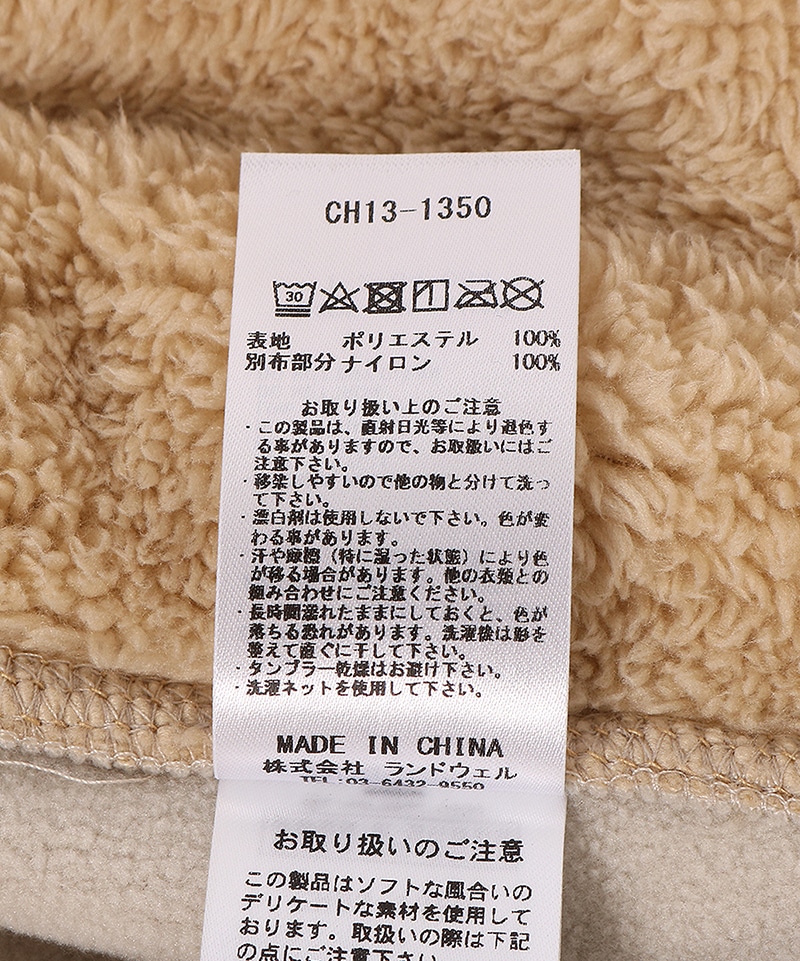 CH13-1350
30
表地 ポリエステル 100%
別布部分 ナイロン 100%
お取り扱い上のご注意
・この製品は、直射日光等により退色す
る事がありますので、お取扱いにはご
注意下さい。
・移染しやすいので他の物と分けて洗っ
て下さい。
・漂白剤は使用しないで下さい。色が変
わる事があります。
・汗や摩擦（特に湿った状態）により色
が移る場合があります。他の衣類との
組み合わせにご注意ください。
・長時間濡れたままにしておくと、色が
落ちる恐れがあります。洗濯後は形を
整えて直ぐに干して下さい。
・タンブラー乾燥はお避け下さい。
・洗濯ネットを使用して下さい。
MADE IN CHINA
株式会社 ランドウェル
TEL:03-6432-9550
お取り扱いのご注意
この製品はソフトな風合いの
デリケートな素材を使用して
おります。取扱いの際は下記
の点にご注意下さい。